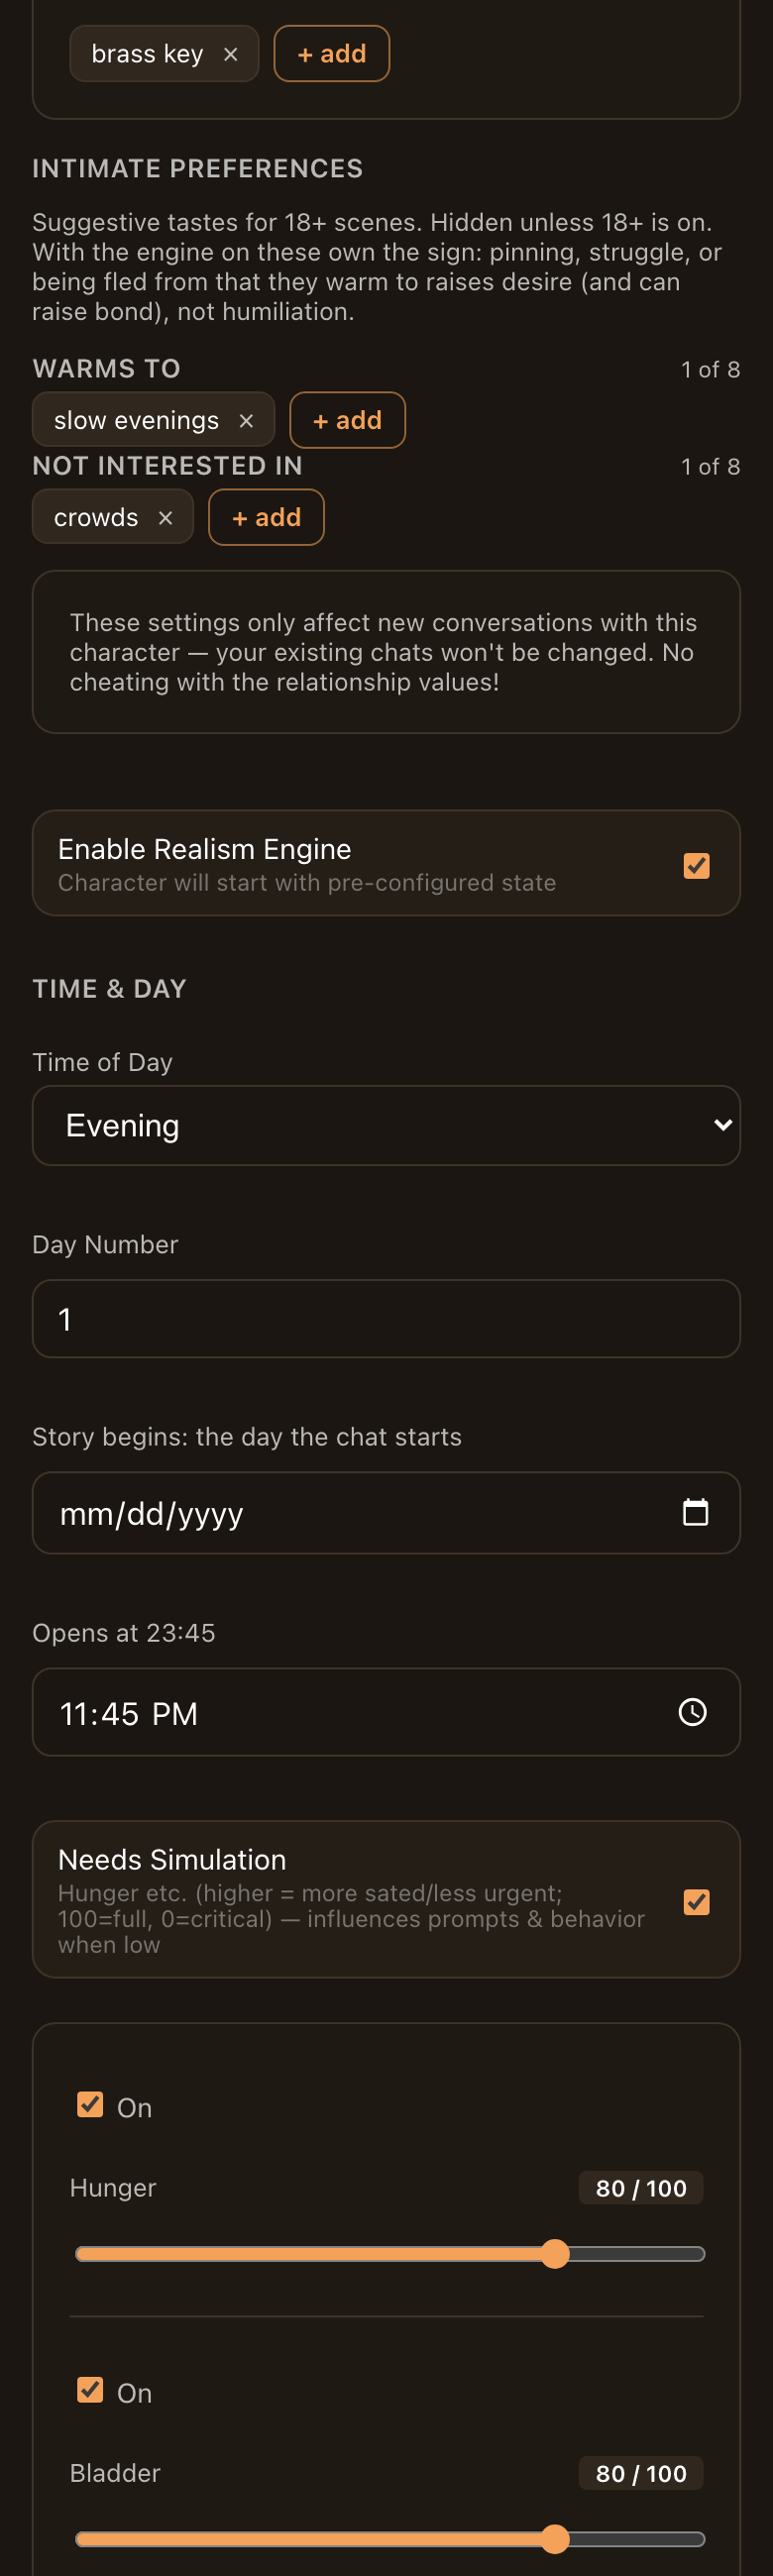 brass key ×
+ add
INTIMATE PREFERENCES
Suggestive tastes for 18+ scenes. Hidden unless 18+ is on.
With the engine on these own the sign: pinning, struggle, or
being fled from that they warm to raises desire (and can
raise bond), not humiliation.
WARMS TO
1 of 8
slow evenings ×
+ add
NOT INTERESTED IN
1 of 8
crowds ×
+ add
These settings only affect new conversations with this
character — your existing chats won't be changed. No
cheating with the relationship values!
Enable Realism Engine
Character will start with pre-configured state
TIME & DAY
Time of Day
Evening
Day Number
1
Story begins: the day the chat starts
mm/dd/yyyy
Opens at 23:45
11:45 PM
Needs Simulation
Hunger etc. (higher = more sated/less urgent;
100=full, 0=critical) — influences prompts & behavior
when low
On
Hunger
80 / 100
On
Bladder
80 / 100